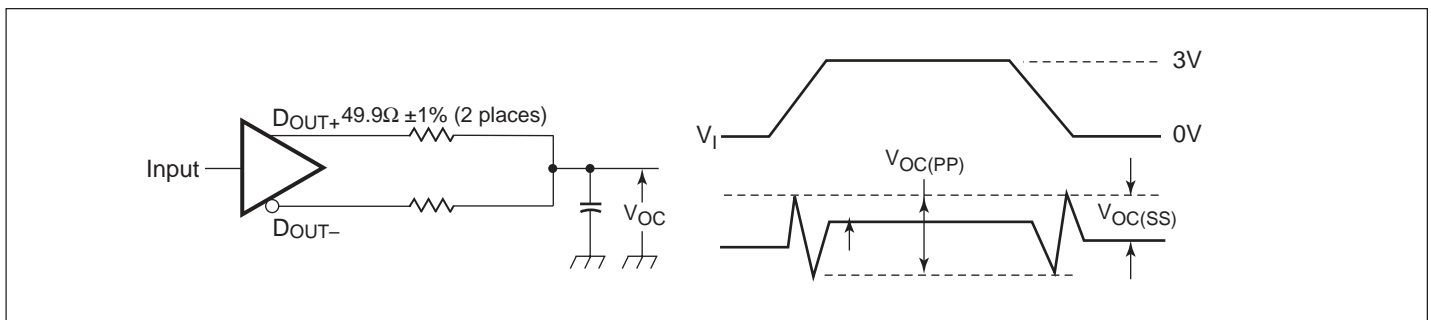 Input
DOUT+ 49.9Ω ±1% (2 places)
DOUT–
VOC
VI
3V
0V
VOC(PP)
VOC(SS)